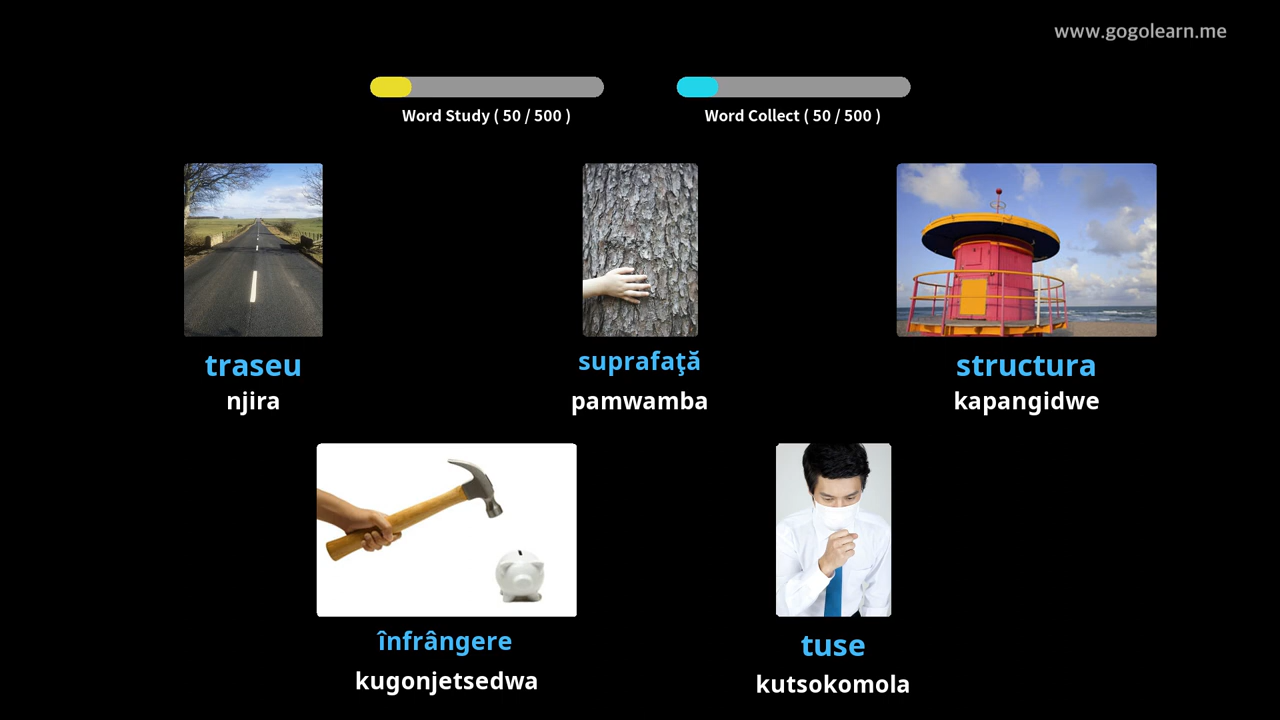 www.gogolearn.me
Word Study ( 50 / 500 )
Word Collect ( 50 / 500 )
traseu
njira
suprafaţă
pamwamba
structura
kapangidwe
înfrângere
kugonjetsedwa
tuse
kutsokomola